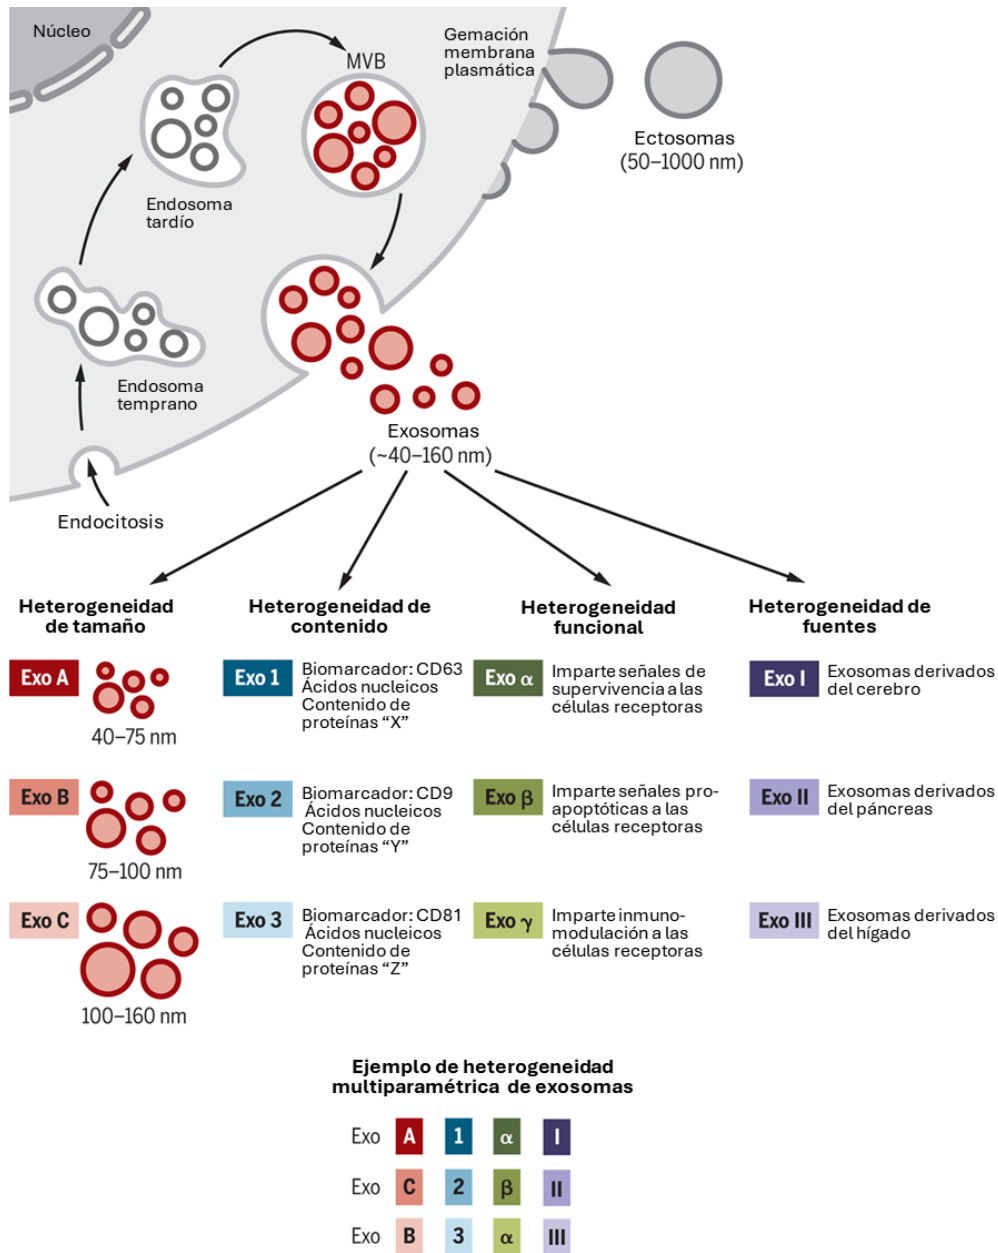 Núcleo
MVB
Gemación
membrana
plasmática
Ectosomas
(50–1000 nm)
Endosoma
tardío
Endosoma
temprano
Exosomas
(~40–160 nm)
Endocitosis
Heterogeneidad
de tamaño
Exo A
40–75 nm
Exo B
75–100 nm
Exo C
100–160 nm
Heterogeneidad de
contenido
Exo 1
Biomarcador: CD63
Ácidos nucleicos
Contenido de
proteínas “X”
Exo 2
Biomarcador: CD9
Ácidos nucleicos
Contenido de
proteínas “Y”
Exo 3
Biomarcador: CD81
Ácidos nucleicos
Contenido de
proteínas “Z”
Heterogeneidad
funcional
Exo α
Imparte señales de
supervivencia a las
células receptoras
Exo β
Imparte señales pro-
apoptóticas a las
células receptoras
Exo γ
Imparte inmuno-
modulación a las
células receptoras
Heterogeneidad de
fuentes
Exo I
Exosomas derivados
del cerebro
Exo II
Exosomas derivados
del páncreas
Exo III
Exosomas derivados
del hígado
Ejemplo de heterogeneidad
multiparamétrica de exosomas
Exo A 1 α I
Exo C 2 β II
Exo B 3 α III